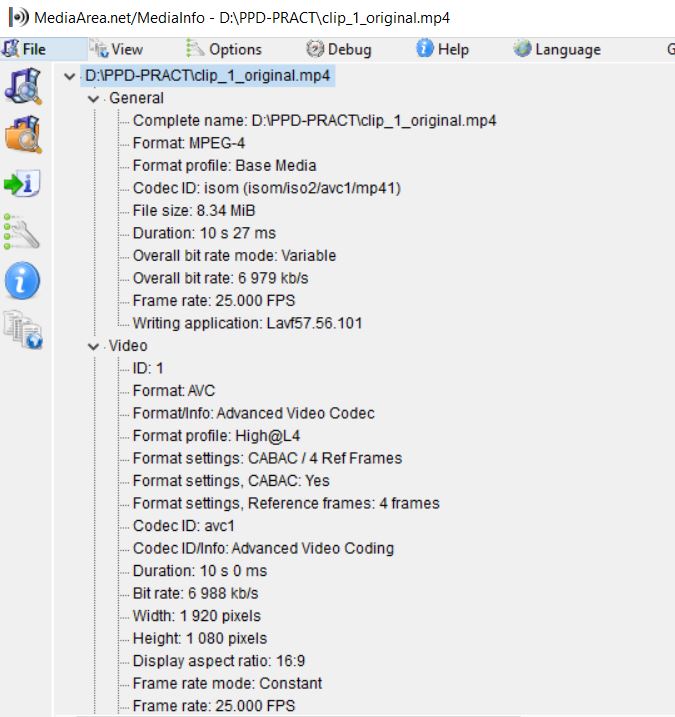 MediaArea.net/MediaInfo - D:\PPD-PRACT\clip_1_original.mp4
File View Options Debug Help Language G
D:\PPD-PRACT\clip_1_original.mp4
General
Complete name: D:\PPD-PRACT\clip_1_original.mp4
Format: MPEG-4
Format profile: Base Media
Codec ID: isom (isom/iso2/avc1/mp41)
File size: 8.34 MiB
Duration: 10 s 27 ms
Overall bit rate mode: Variable
Overall bit rate: 6 979 kb/s
Frame rate: 25.000 FPS
Writing application: Lavf57.56.101
Video
ID: 1
Format: AVC
Format/Info: Advanced Video Codec
Format profile: High@L4
Format settings: CABAC / 4 Ref Frames
Format settings, CABAC: Yes
Format settings, Reference frames: 4 frames
Codec ID: avc1
Codec ID/Info: Advanced Video Coding
Duration: 10 s 0 ms
Bit rate: 6 988 kb/s
Width: 1 920 pixels
Height: 1 080 pixels
Display aspect ratio: 16:9
Frame rate mode: Constant
Frame rate: 25.000 FPS